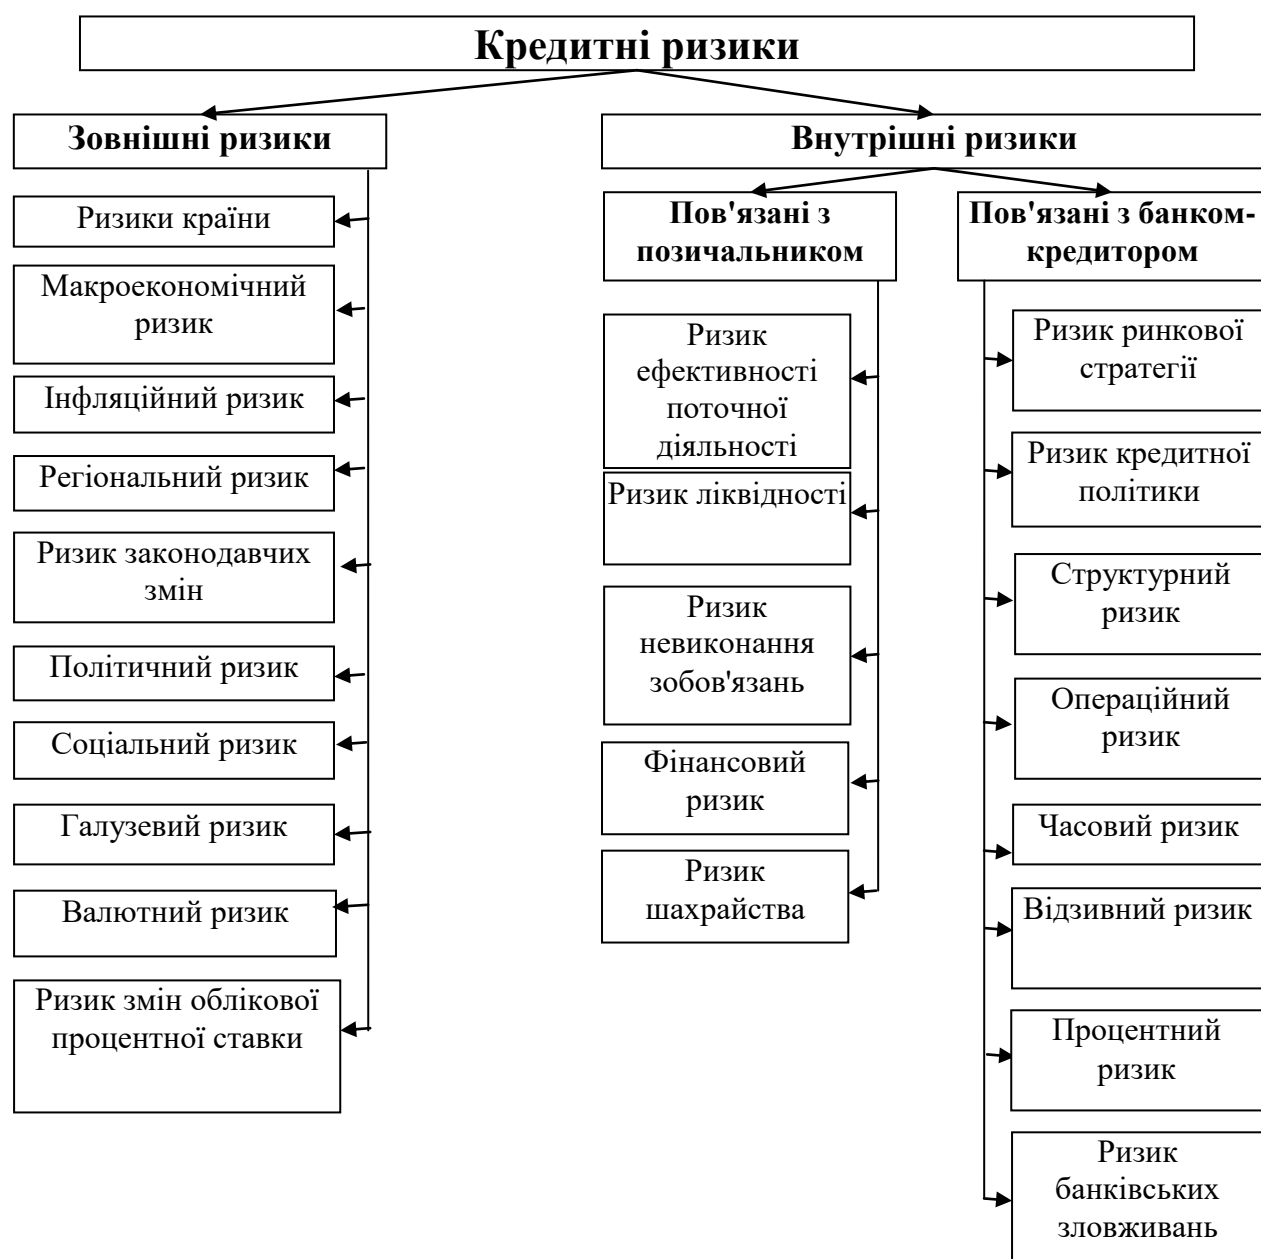 Кредитні ризики
Зовнішні ризики
Ризики країни
Макроекономічний
ризик
Інфляційний ризик
Регіональний ризик
Ризик законодавчих
змін
Політичний ризик
Соціальний ризик
Галузевий ризик
Валютний ризик
Ризик змін облікової
процентної ставки
Внутрішні ризики
Пов'язані з
позичальником
Ризик
ефективності
поточної
діяльності
Ризик ліквідності
Ризик
невиконання
зобов'язань
Фінансовий
ризик
Ризик
шахрайства
Пов'язані з банком-
кредитором
Ризик ринкової
стратегії
Ризик кредитної
політики
Структурний
ризик
Операційний
ризик
Часовий ризик
Відзивний ризик
Процентний
ризик
Ризик
банківських
зловживань